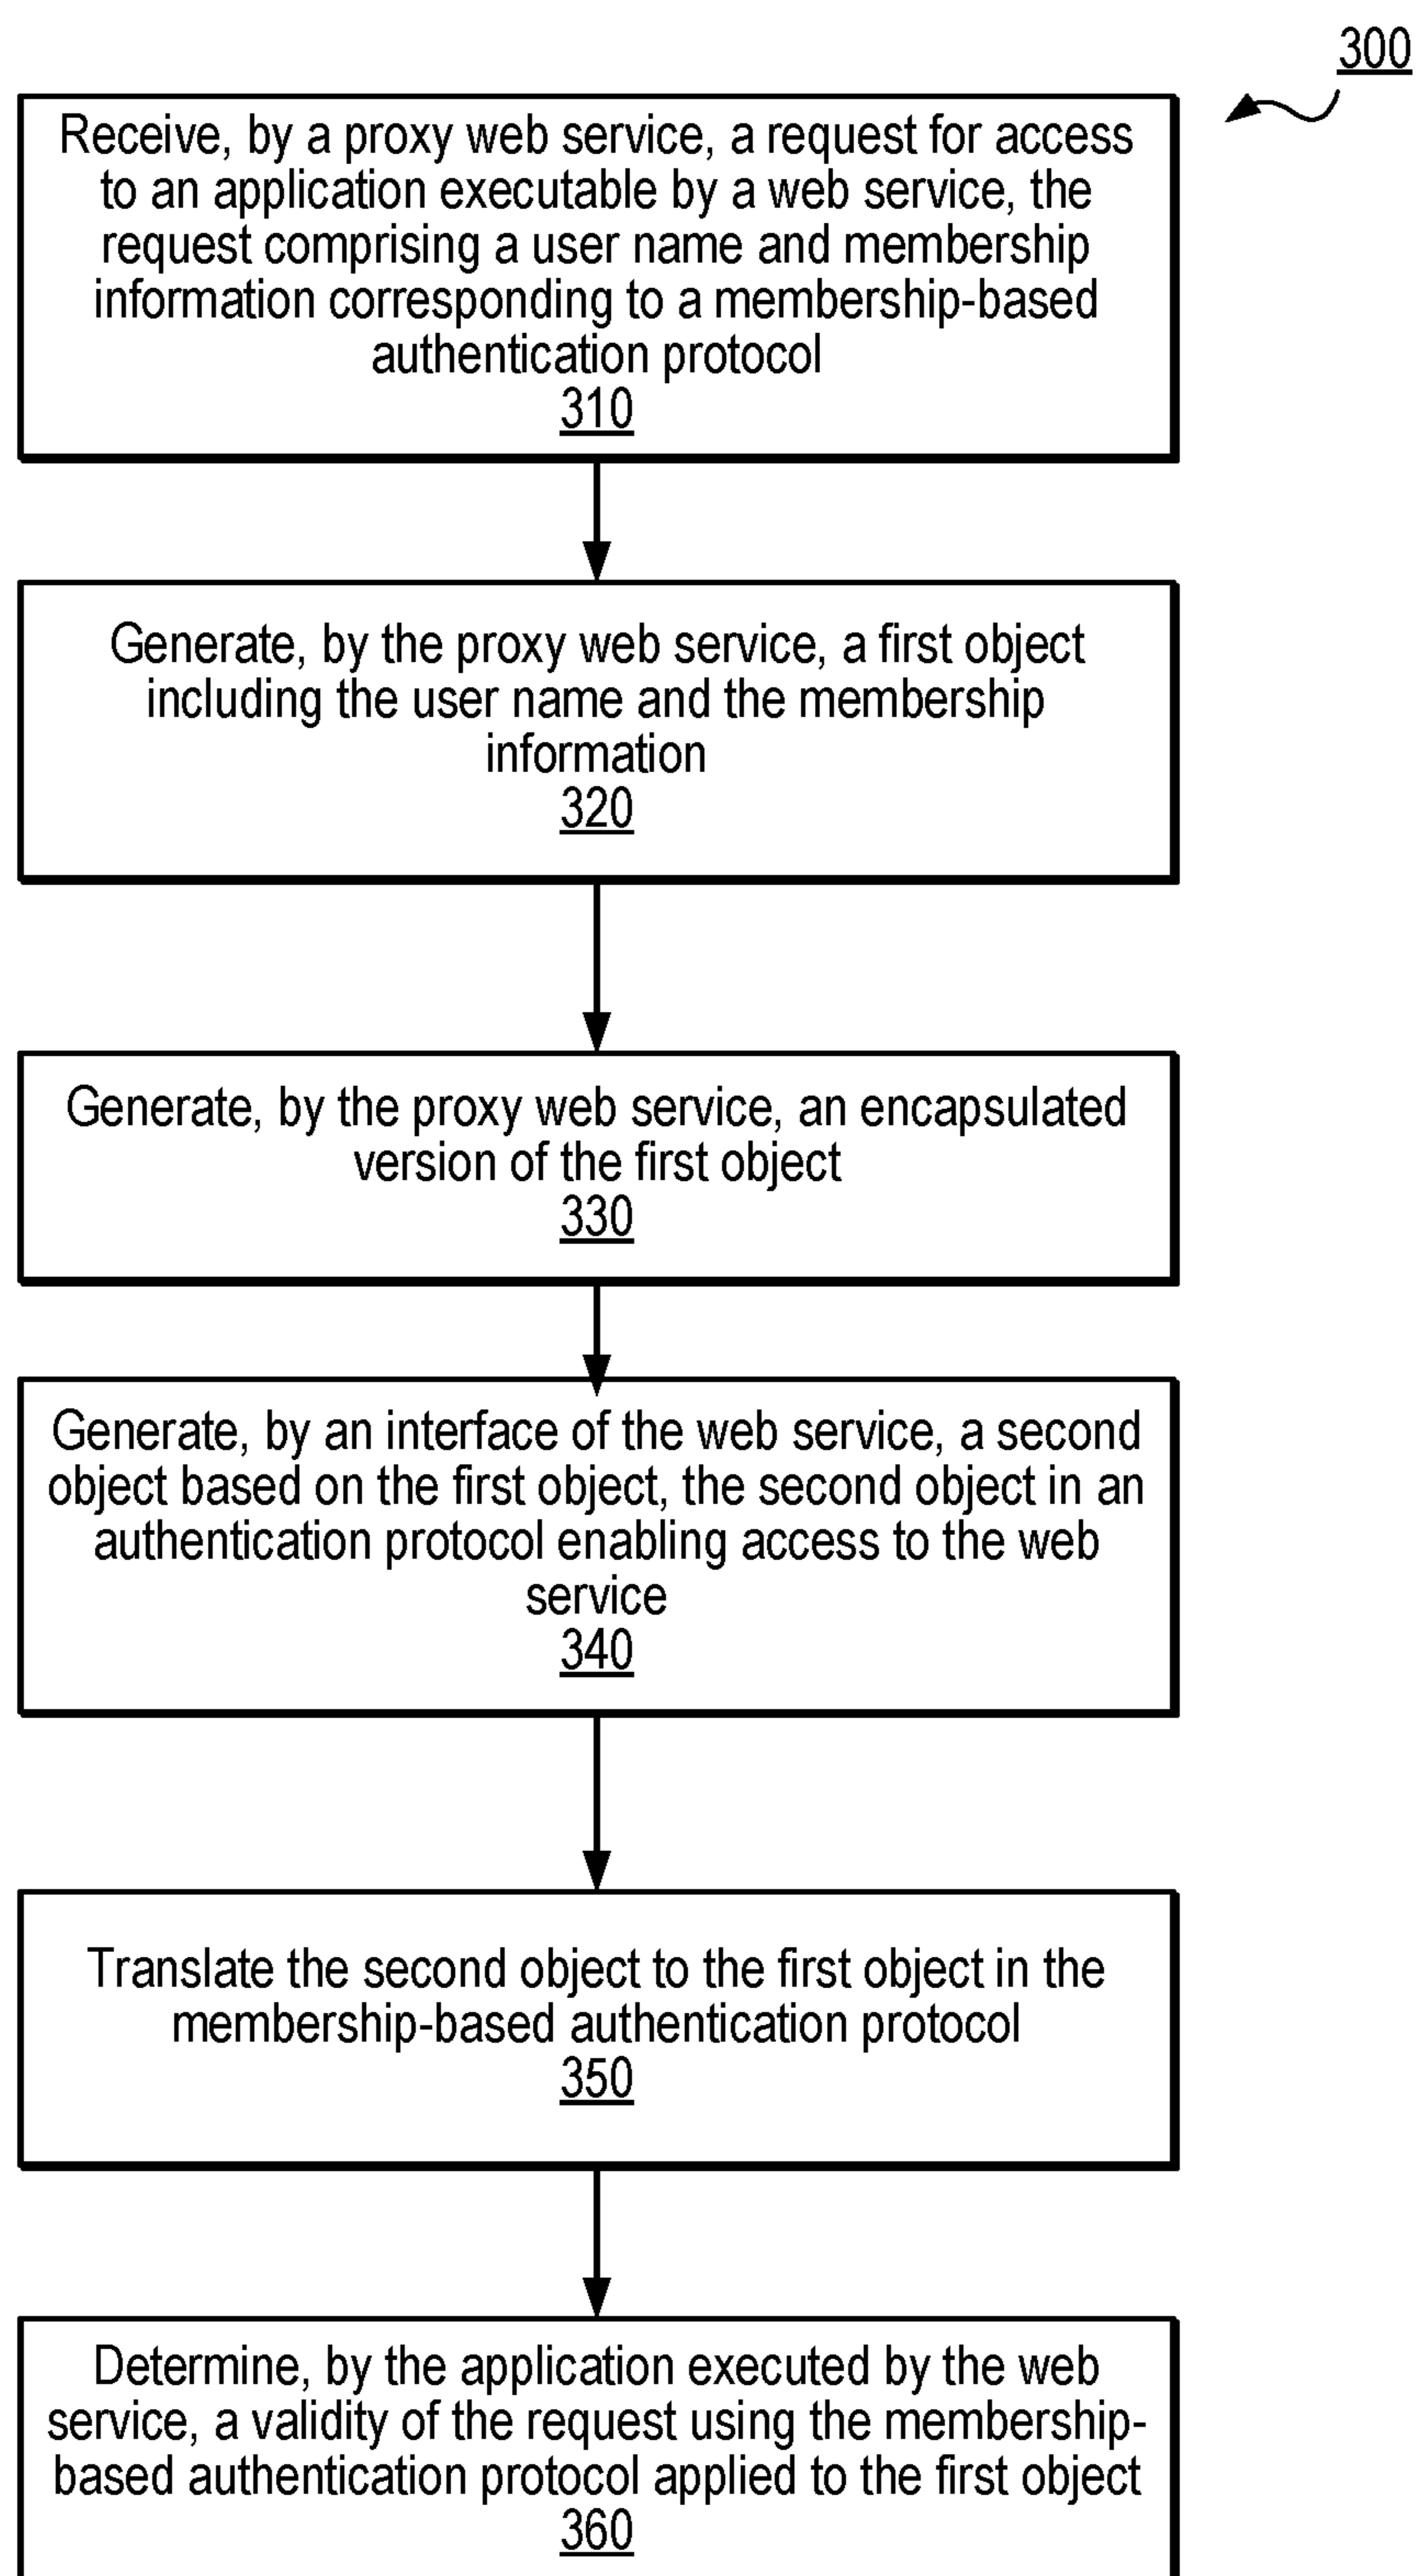 300
Receive, by a proxy web service, a request for access
to an application executable by a web service, the
request comprising a user name and membership
information corresponding to a membership-based
authentication protocol
310
Generate, by the proxy web service, a first object
including the user name and the membership
information
320
Generate, by the proxy web service, an encapsulated
version of the first object
330
Generate, by an interface of the web service, a second
object based on the first object, the second object in an
authentication protocol enabling access to the web
service
340
Translate the second object to the first object in the
membership-based authentication protocol
350
Determine, by the application executed by the web
service, a validity of the request using the membership-
based authentication protocol applied to the first object
360